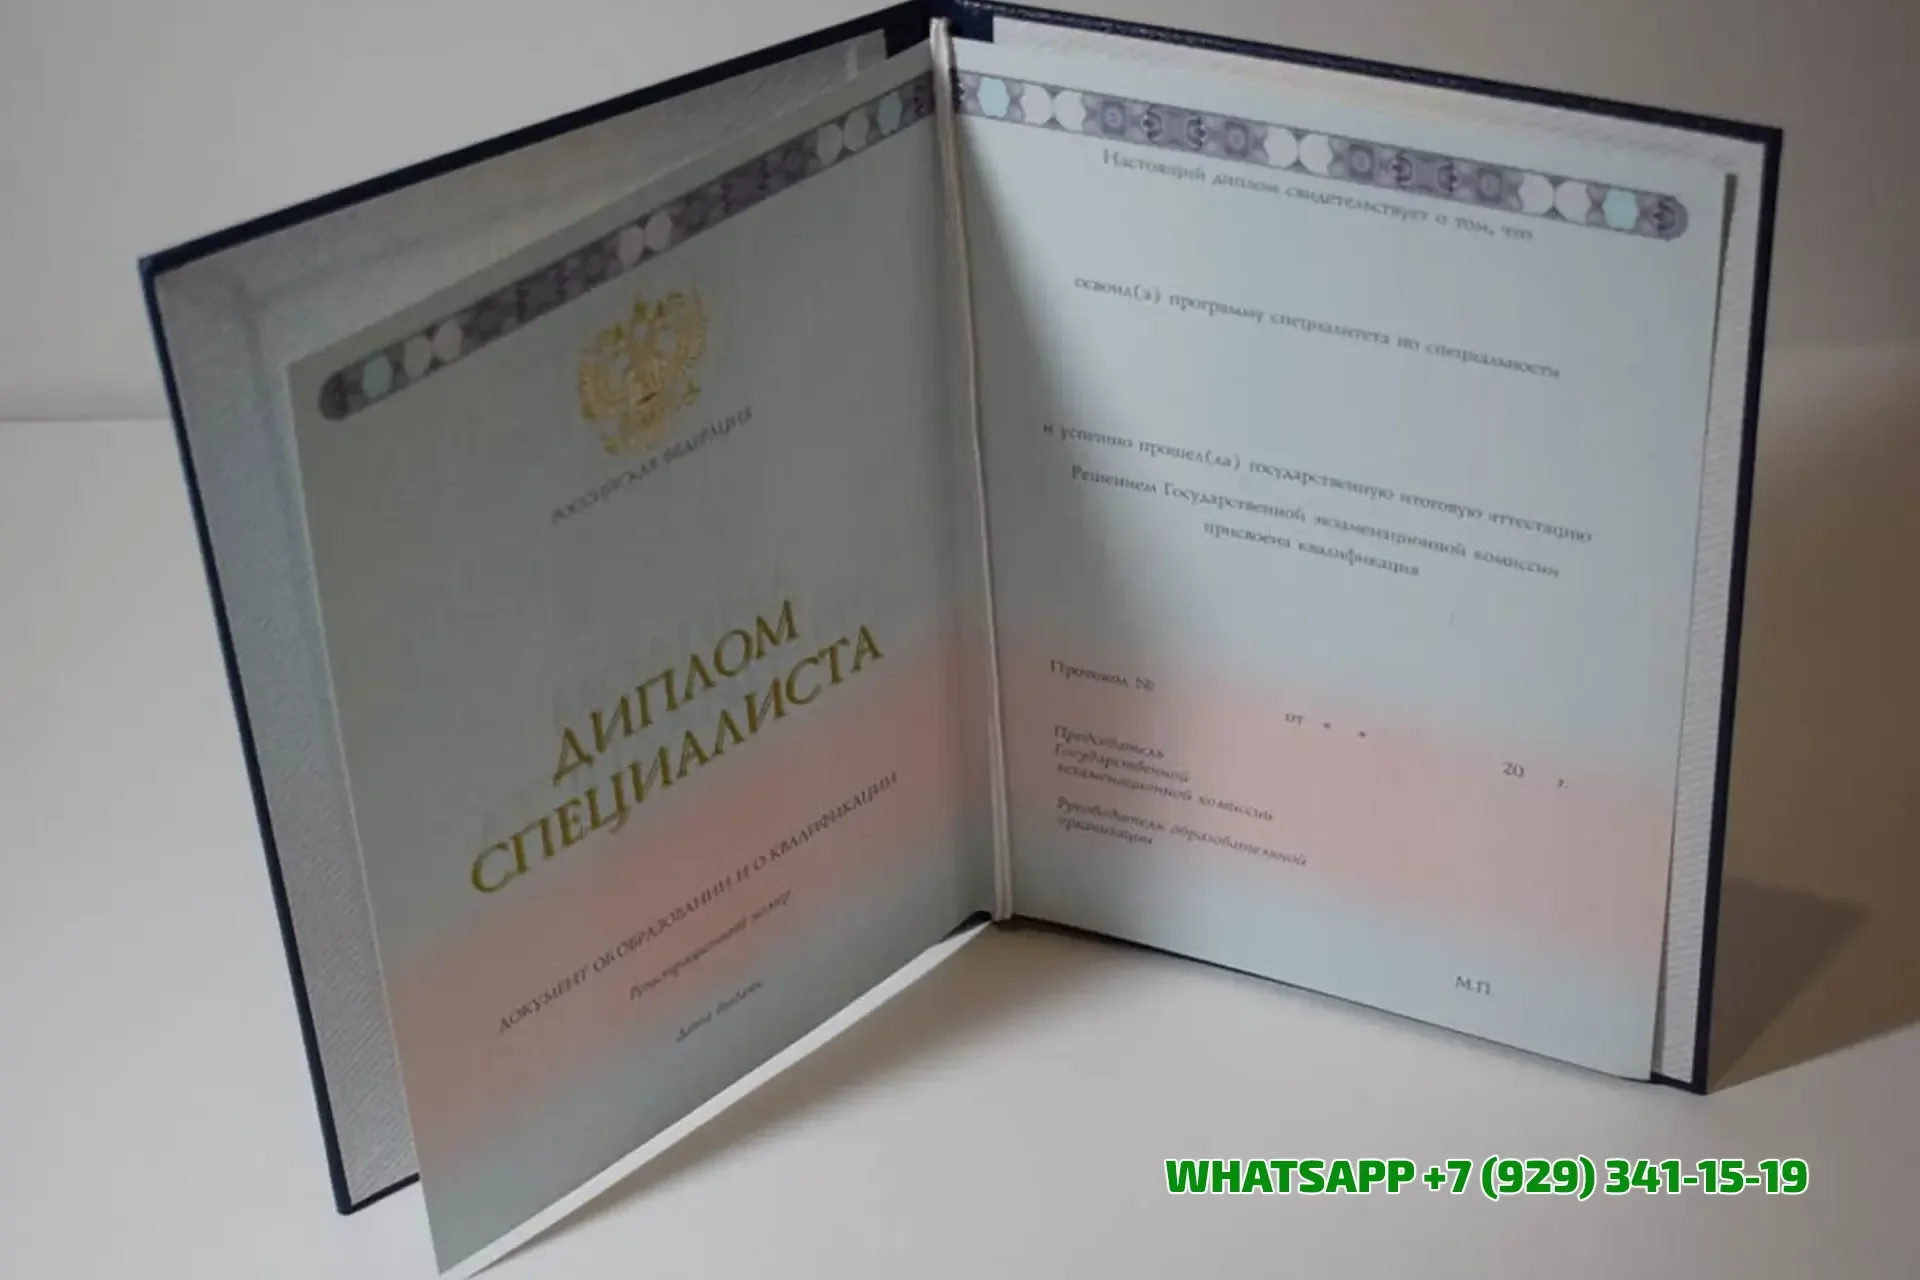 РОССИЙСКАЯ ФЕДЕРАЦИЯ
ДИПЛОМ
СПЕЦИАЛИСТА
ДОКУМЕНТ ОБ ОБРАЗОВАНИИ И О КВАЛИФИКАЦИИ
Регистрационный номер
Дата выдачи
Настоящий диплом свидетельствует о том, что
освоил(а) программу специалитета по специальности
и успешно прошел(ла) государственную итоговую аттестацию
Решением Государственной экзаменационной комиссии
присвоена квалификация
Протокол №
от « »
20 г.
Председатель
Государственной
экзаменационной комиссии
Руководитель образовательной
организации
М.П.
WHATSAPP +7 (929) 341-15-19